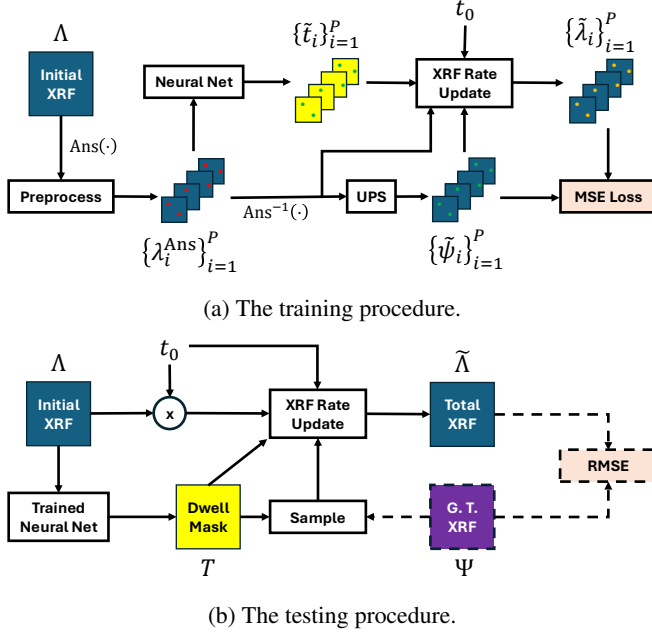 Λ
Initial
XRF
Ans(·)
Preprocess
Neural Net
{λ_i^Ans}_{i=1}^P
{t̃_i}_{i=1}^P
Ans⁻¹(·)
UPS
t₀
XRF Rate
Update
{ψ̃_i}_{i=1}^P
{λ̃_i}_{i=1}^P
MSE Loss
(a) The training procedure.
Λ
Initial
XRF
t₀
x
XRF Rate
Update
Λ̃
Total
XRF
RMSE
Trained
Neural Net
Dwell
Mask
T
Sample
G. T.
XRF
Ψ
(b) The testing procedure.